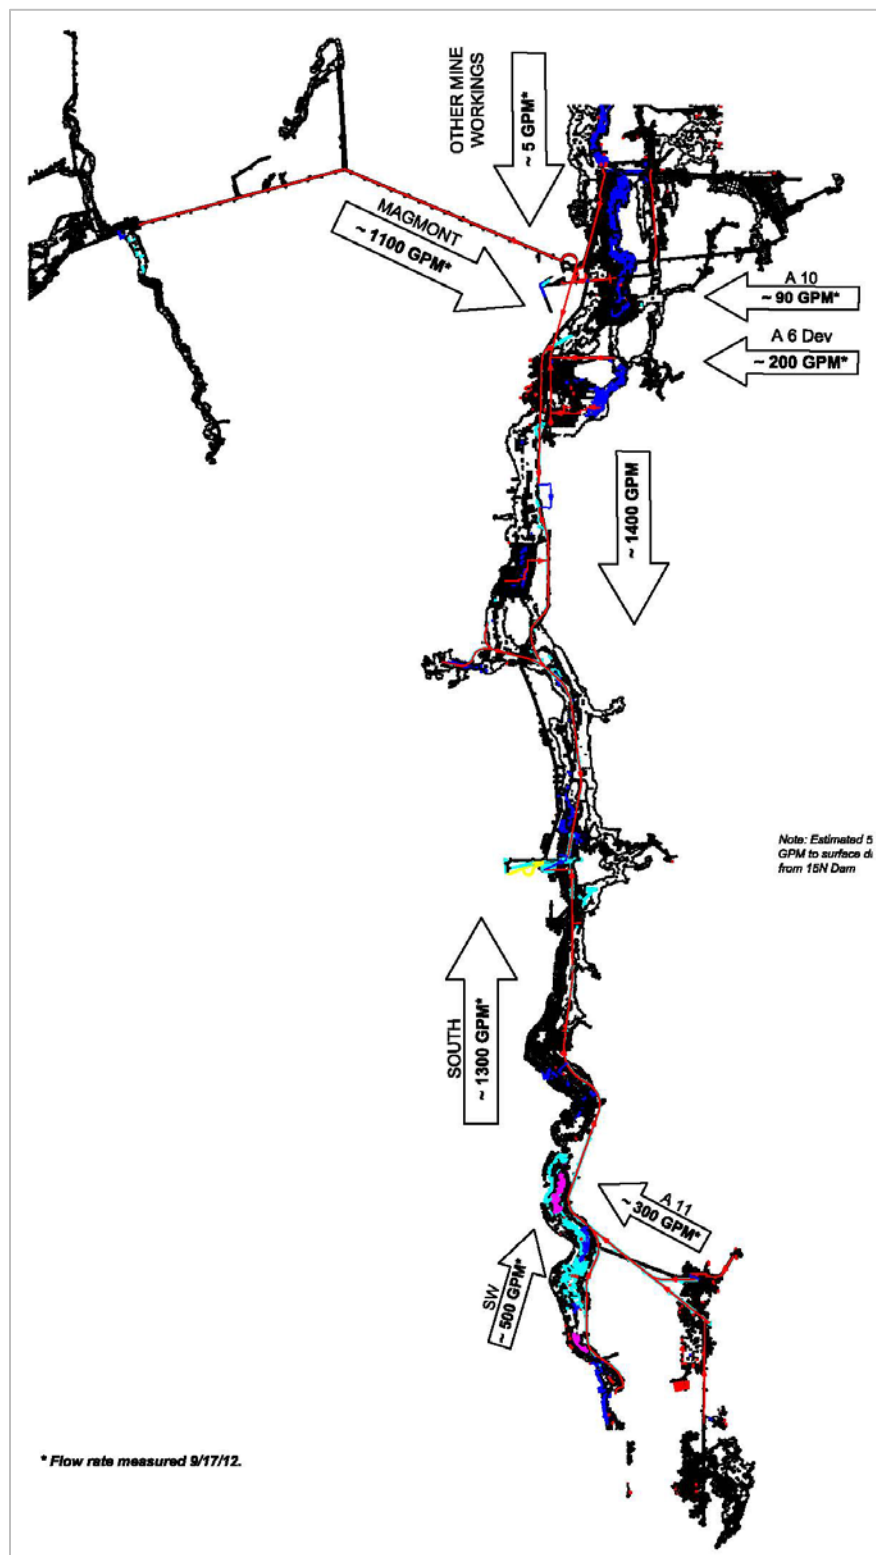 OTHER MINE
WORKINGS
~ 5 GPM*
MAGMONT
~ 1100 GPM*
A 10
~ 90 GPM*
A 6 Dev
~ 200 GPM*
~ 1400 GPM
Note: Estimated 5
GPM to surface d
from 15N Dam
SOUTH
~ 1300 GPM*
A 11
~ 300 GPM*
SW
~ 500 GPM*
* Flow rate measured 9/17/12.